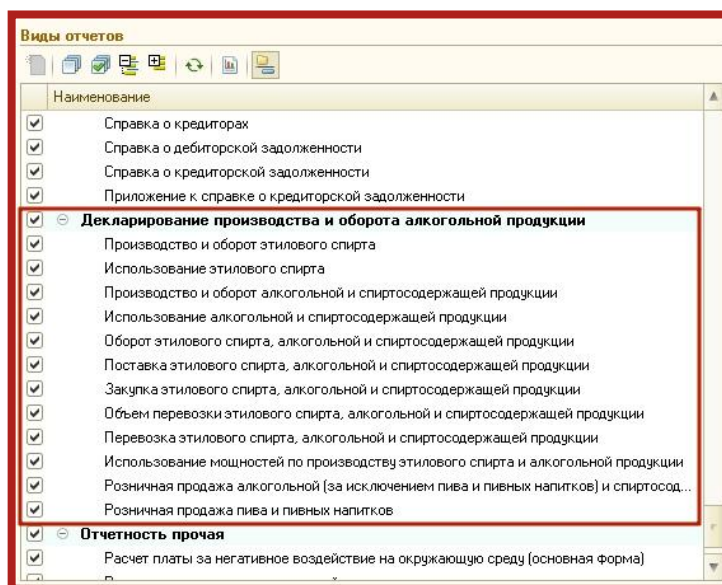 Виды отчетов
Наименование
Справка о кредиторах
Справка о дебиторской задолженности
Справка о кредиторской задолженности
Приложение к справке о кредиторской задолженности
Декларирование производства и оборота алкогольной продукции
Производство и оборот этилового спирта
Использование этилового спирта
Производство и оборот алкогольной и спиртосодержащей продукции
Использование алкогольной и спиртосодержащей продукции
Оборот этилового спирта, алкогольной и спиртосодержащей продукции
Поставка этилового спирта, алкогольной и спиртосодержащей продукции
Закупка этилового спирта, алкогольной и спиртосодержащей продукции
Объем перевозки этилового спирта, алкогольной и спиртосодержащей продукции
Перевозка этилового спирта, алкогольной и спиртосодержащей продукции
Использование мощностей по производству этилового спирта и алкогольной продукции
Розничная продажа алкогольной (за исключением пива и пивных напитков) и спиртосод...
Розничная продажа пива и пивных напитков
Отчетность прочая
Расчет платы за негативное воздействие на окружающую среду (основная форма)